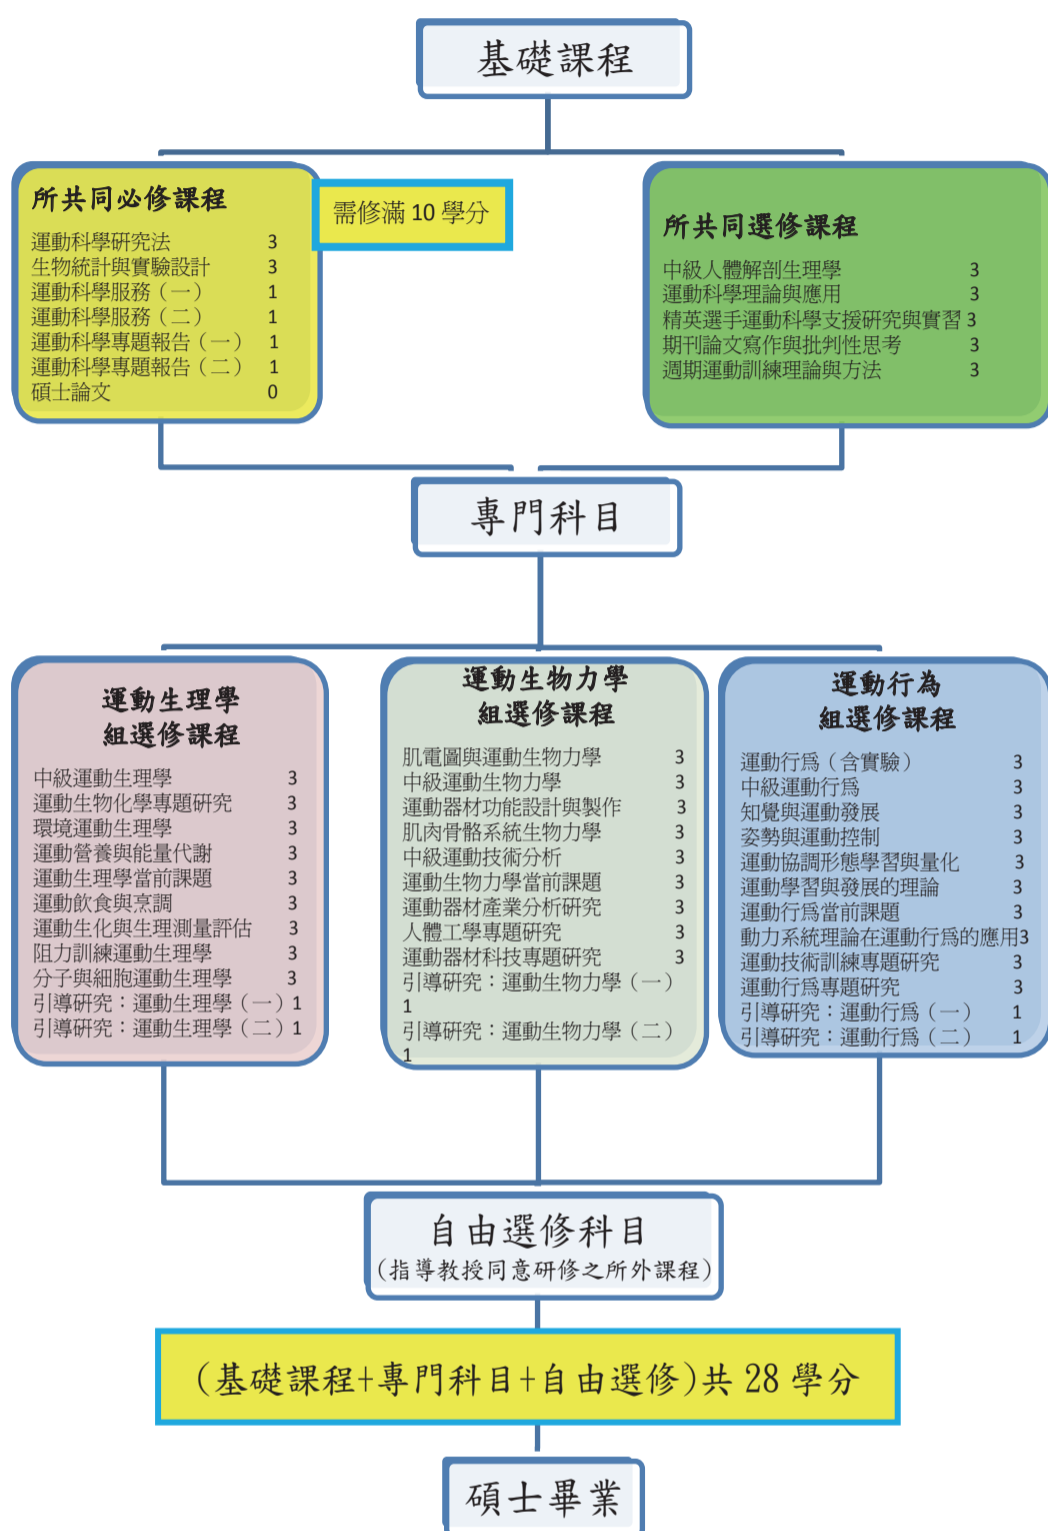 基礎課程
所共同必修課程
運動科學研究法 3
生物統計與實驗設計 3
運動科學服務（一） 1
運動科學服務（二） 1
運動科學專題報告（一） 1
運動科學專題報告（二） 1
碩士論文 0
需修滿 10 學分
所共同選修課程
中級人體解剖生理學 3
運動科學理論與應用 3
精英選手運動科學支援研究與實習 3
期刊論文寫作與批判性思考 3
週期運動訓練理論與方法 3
專門科目
運動生理學
組選修課程
中級運動生理學 3
運動生物化學專題研究 3
環境運動生理學 3
運動營養與能量代謝 3
運動生理學當前課題 3
運動飲食與烹調 3
運動生化與生理測量評估 3
阻力訓練運動生理學 3
分子與細胞運動生理學 3
引導研究：運動生理學（一）1
引導研究：運動生理學（二）1
運動生物力學
組選修課程
肌電圖與運動生物力學 3
中級運動生物力學 3
運動器材功能設計與製作 3
肌肉骨骼系統生物力學 3
中級運動技術分析 3
運動生物力學當前課題 3
運動器材產業分析研究 3
人體工學專題研究 3
運動器材科技專題研究 3
引導研究：運動生物力學（一）
1
引導研究：運動生物力學（二）
1
運動行為
組選修課程
運動行為（含實驗） 3
中級運動行為 3
知覺與運動發展 3
姿勢與運動控制 3
運動協調形態學習與量化 3
運動學習與發展的理論 3
運動行為當前課題 3
動力系統理論在運動行為的應用3
運動技術訓練專題研究 3
運動行為專題研究 3
引導研究：運動行為（一） 1
引導研究：運動行為（二） 1
自由選修科目
（指導教授同意研修之所外課程）
(基礎課程+專門科目+自由選修)共 28 學分
碩士畢業